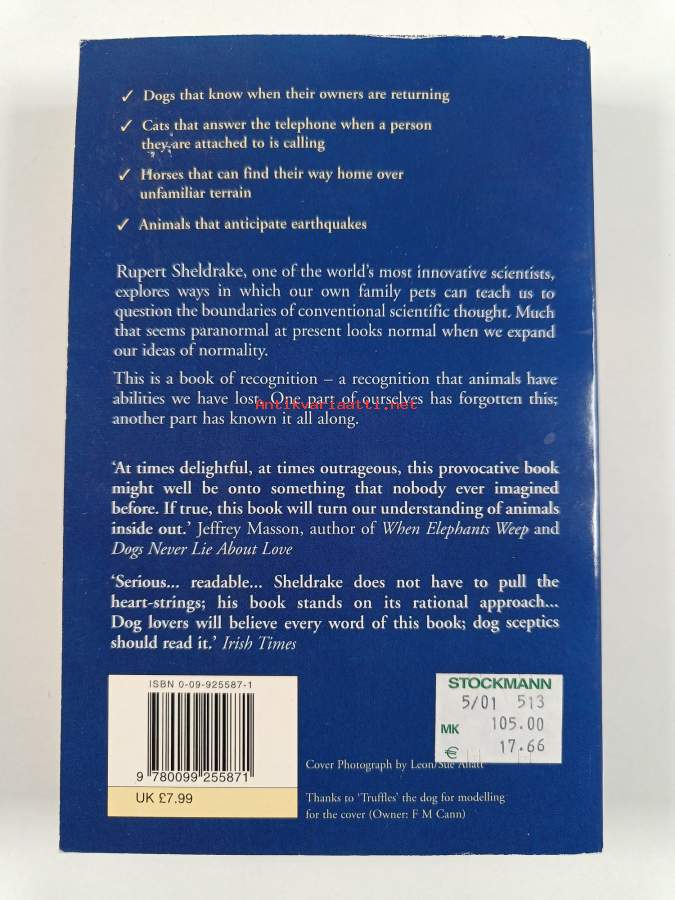 ✓ Dogs that know when their owners are returning
✓ Cats that answer the telephone when a person
they are attached to is calling
✓ Horses that can find their way home over
unfamiliar terrain
✓ Animals that anticipate earthquakes
Rupert Sheldrake, one of the world's most innovative scientists,
explores ways in which our own family pets can teach us to
question the boundaries of conventional scientific thought. Much
that seems paranormal at present looks normal when we expand
our ideas of normality.
This is a book of recognition – a recognition that animals have
abilities we have lost. One part of ourselves has forgotten this;
Antikvariaatti.net
another part has known it all along.
'At times delightful, at times outrageous, this provocative book
might well be onto something that nobody ever imagined
before. If true, this book will turn our understanding of animals
inside out.' Jeffrey Masson, author of When Elephants Weep and
Dogs Never Lie About Love
'Serious... readable... Sheldrake does not have to pull the
heart-strings; his book stands on its rational approach...
Dog lovers will believe every word of this book; dog sceptics
should read it.' Irish Times
ISBN 0-09-925587-1
9 780099 255871
UK £7.99
STOCKMANN
5/01 513
MK 105.00
€ 17.66
Cover Photograph by Leon/Sue
Thanks to 'Truffles' the dog for modelling
for the cover (Owner: F M Cann)